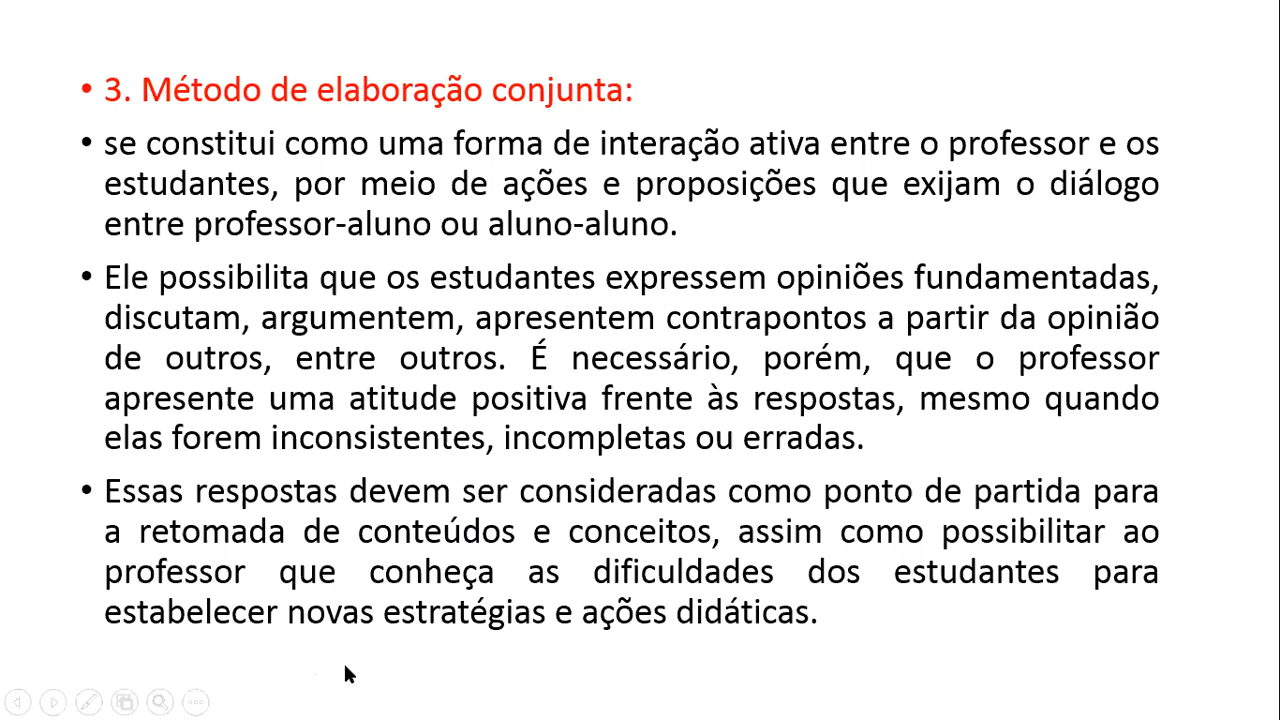 • 3. Método de elaboração conjunta:
• se constitui como uma forma de interação ativa entre o professor e os
estudantes, por meio de ações e proposições que exijam o diálogo
entre professor-aluno ou aluno-aluno.
• Ele possibilita que os estudantes expressem opiniões fundamentadas,
discutam, argumentem, apresentem contrapontos a partir da opinião
de outros, entre outros. É necessário, porém, que o professor
apresente uma atitude positiva frente às respostas, mesmo quando
elas forem inconsistentes, incompletas ou erradas.
• Essas respostas devem ser consideradas como ponto de partida para
a retomada de conteúdos e conceitos, assim como possibilitar ao
professor que conheça as dificuldades dos estudantes para
estabelecer novas estratégias e ações didáticas.